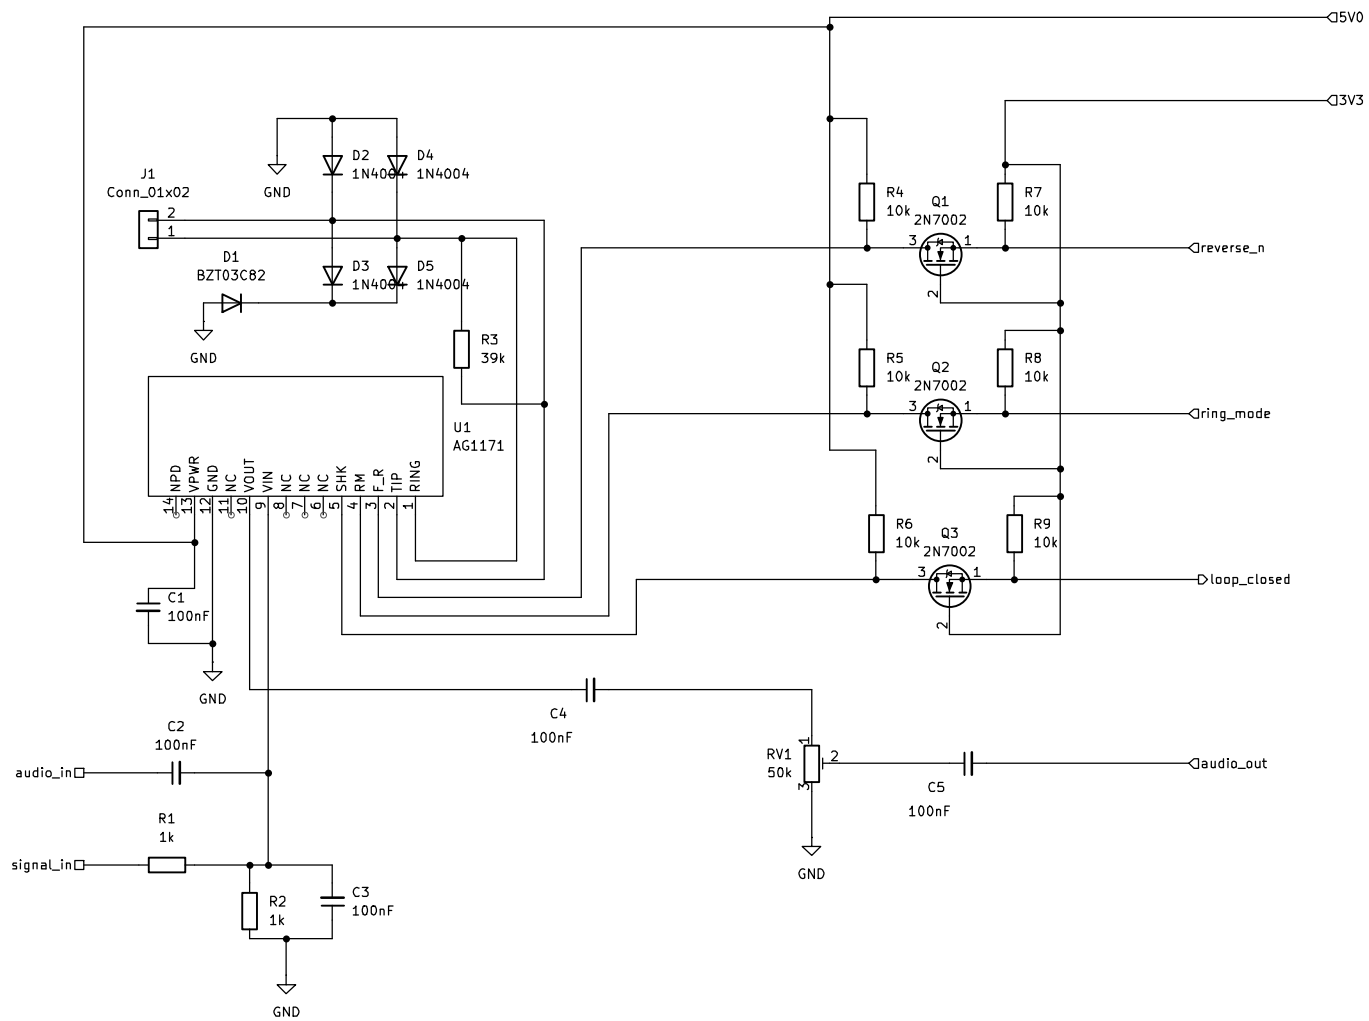 5V0
3V3
D2
1N4004
D4
1N4004
GND
J1
Conn_01x02
2
1
D1
BZT03C82
D3
1N4004
D5
1N4004
GND
R3
39k
R4
10k
Q1
2N7002
3
1
2
R7
10k
reverse_n
R5
10k
Q2
2N7002
3
1
2
R8
10k
ring_mode
U1
AG1171
NPD
VPWR
GND
NC
VOUT
VIN
NC
NC
NC
SHK
RM
F_R
TIP
RING
14
13
12
11
10
9
8
7
6
5
4
3
2
1
R6
10k
Q3
2N7002
3
1
2
R9
10k
loop_closed
C1
100nF
GND
C4
100nF
C2
100nF
audio_in
RV1
50k
1
2
3
C5
100nF
audio_out
GND
R1
1k
signal_in
R2
1k
C3
100nF
GND